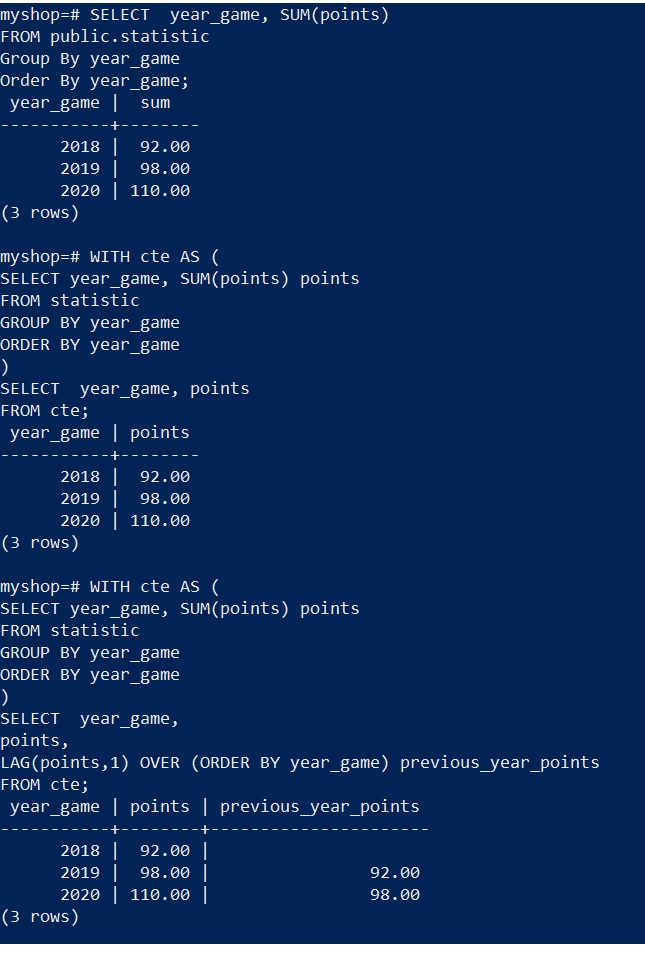 myshop=# SELECT  year_game, SUM(points)
FROM public.statistic
Group By year_game
Order By year_game;
 year_game |  sum
-----------+--------
      2018 |  92.00
      2019 |  98.00
      2020 | 110.00
(3 rows)

myshop=# WITH cte AS (
SELECT year_game, SUM(points) points
FROM statistic
GROUP BY year_game
ORDER BY year_game
)
SELECT  year_game, points
FROM cte;
 year_game | points
-----------+--------
      2018 |  92.00
      2019 |  98.00
      2020 | 110.00
(3 rows)

myshop=# WITH cte AS (
SELECT year_game, SUM(points) points
FROM statistic
GROUP BY year_game
ORDER BY year_game
)
SELECT  year_game,
points,
LAG(points,1) OVER (ORDER BY year_game) previous_year_points
FROM cte;
 year_game | points | previous_year_points
-----------+--------+----------------------
      2018 |  92.00 |
      2019 |  98.00 |                92.00
      2020 | 110.00 |                98.00
(3 rows)